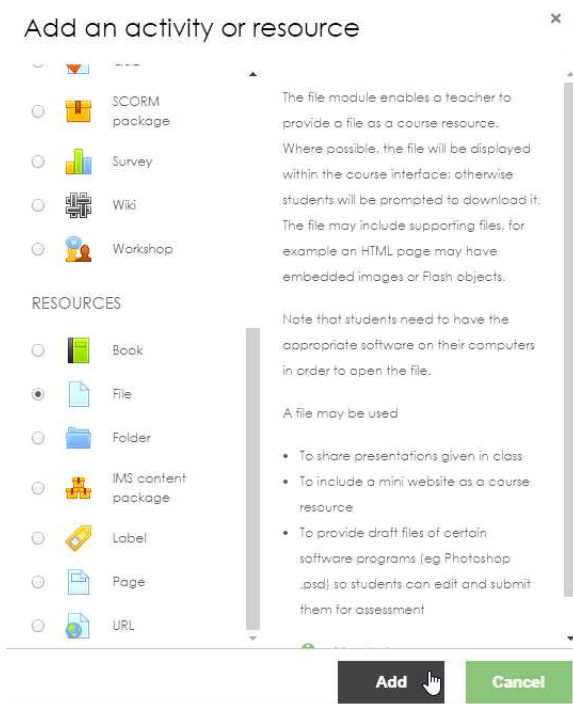 Add an activity or resource
SCORM
package
Survey
Wiki
Workshop
RESOURCES
Book
File
Folder
IMS content
package
Label
Page
URL
The file module enables a teacher to
provide a file as a course resource.
Where possible, the file will be displayed
within the course interface; otherwise
students will be prompted to download it.
The file may include supporting files, for
example an HTML page may have
embedded images or Flash objects.
Note that students need to have the
appropriate software on their computers
in order to open the file.
A file may be used
• To share presentations given in class
• To include a mini website as a course
resource
• To provide draft files of certain
software programs (eg Photoshop
.psd) so students can edit and submit
them for assessment
Add
Cancel